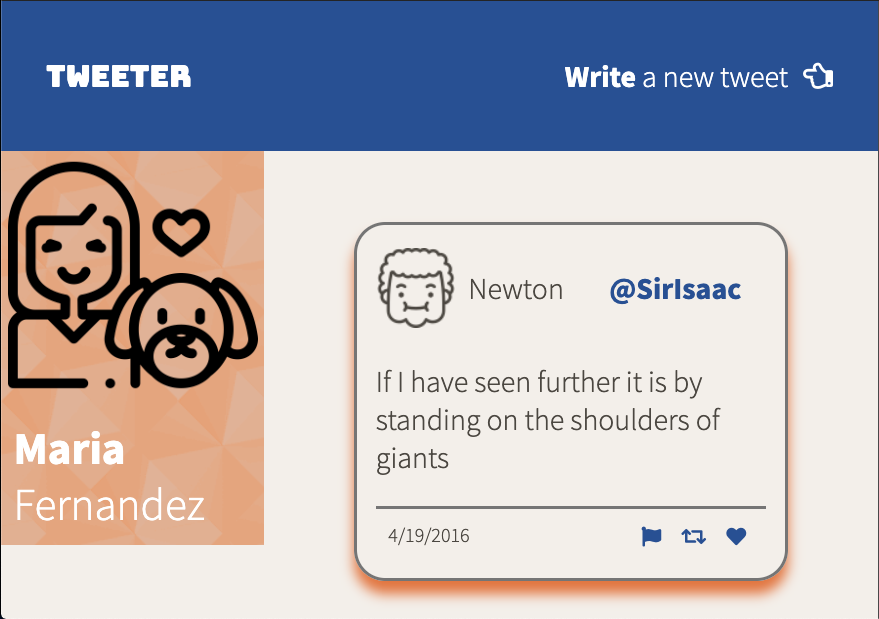 TWEETER
Write a new tweet
Maria
Fernandez
Newton
@SirIsaac
If I have seen further it is by
standing on the shoulders of
giants
4/19/2016